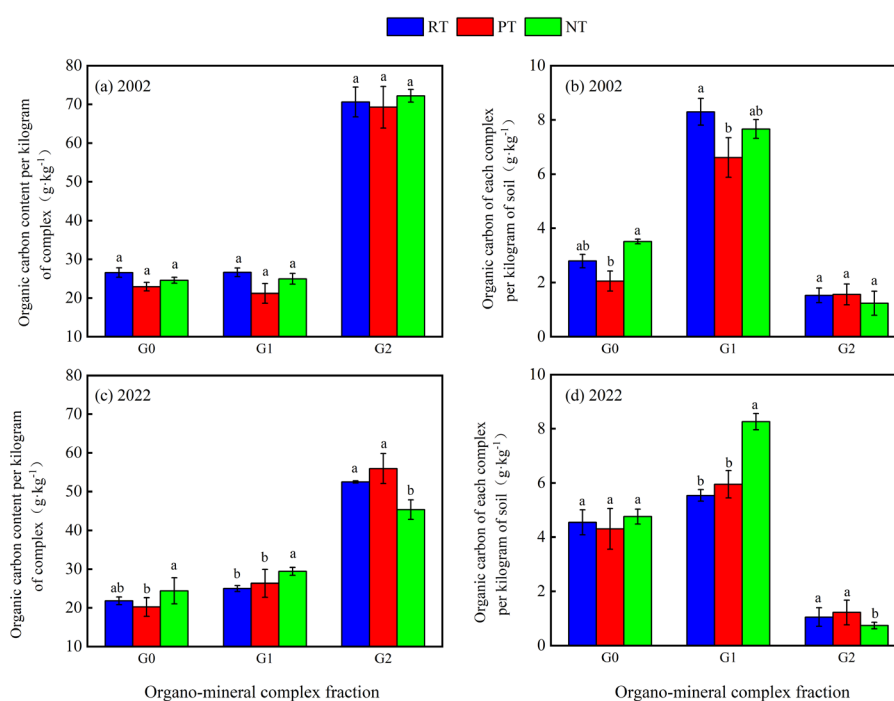 RT PT NT
(a) 2002
Organic carbon content per kilogram
of complex（g·kg⁻¹）
80
70
60
50
40
30
20
10
a a a
a a a
a a a
G0 G1 G2
(b) 2002
Organic carbon of each complex
per kilogram of soil（g·kg⁻¹）
10
8
6
4
2
0
ab b a
a b ab
a a a
G0 G1 G2
(c) 2022
Organic carbon content per kilogram
of complex（g·kg⁻¹）
80
70
60
50
40
30
20
10
ab b a
b b a
a a b
G0 G1 G2
Organo-mineral complex fraction
(d) 2022
Organic carbon of each complex
per kilogram of soil（g·kg⁻¹）
10
8
6
4
2
0
a a a
b b a
a a b
G0 G1 G2
Organo-mineral complex fraction